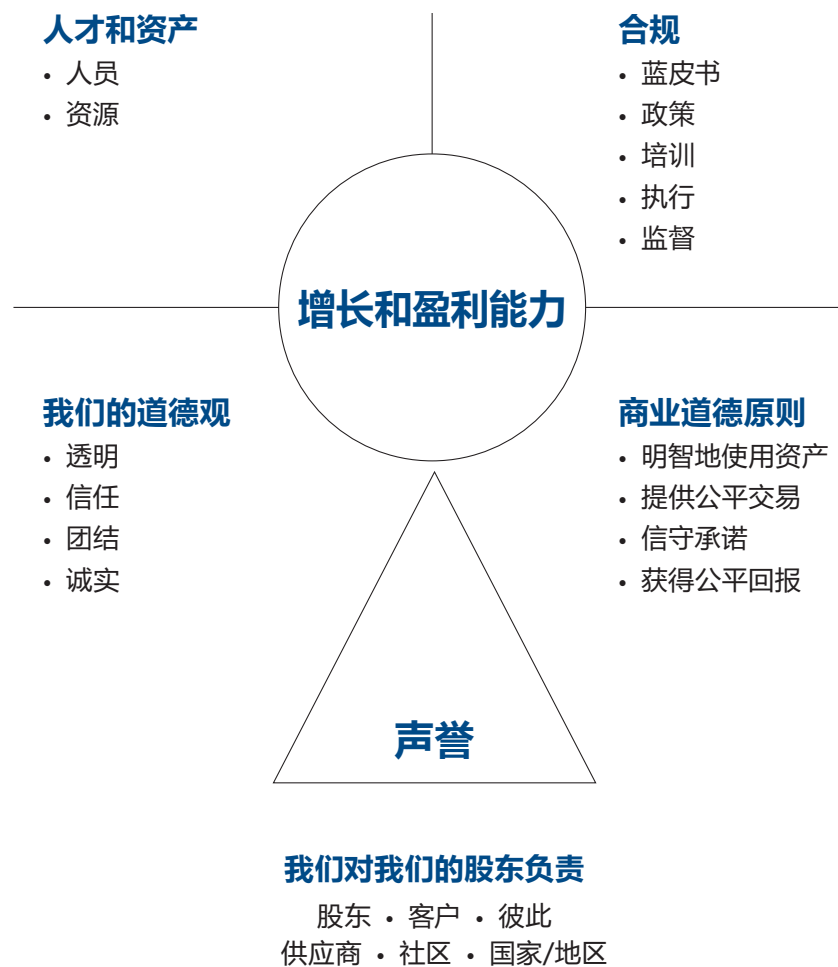 人才和资产
• 人员
• 资源
合规
• 蓝皮书
• 政策
• 培训
• 执行
• 监督
增长和盈利能力
我们的道德观
• 透明
• 信任
• 团结
• 诚实
商业道德原则
• 明智地使用资产
• 提供公平交易
• 信守承诺
• 获得公平回报
声誉
我们对我们的股东负责
股东 • 客户 • 彼此
供应商 • 社区 • 国家/地区